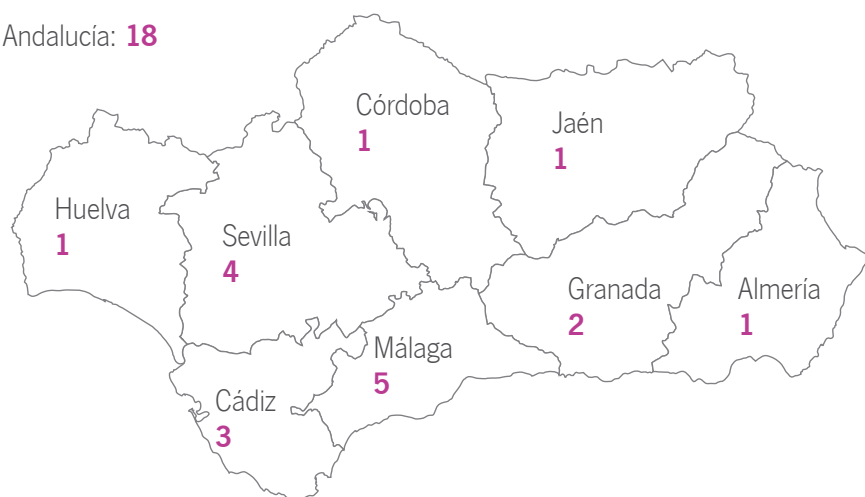 Andalucía: 18
Córdoba
1
Jaén
1
Huelva
1
Sevilla
4
Granada
2
Almería
1
Málaga
5
Cádiz
3